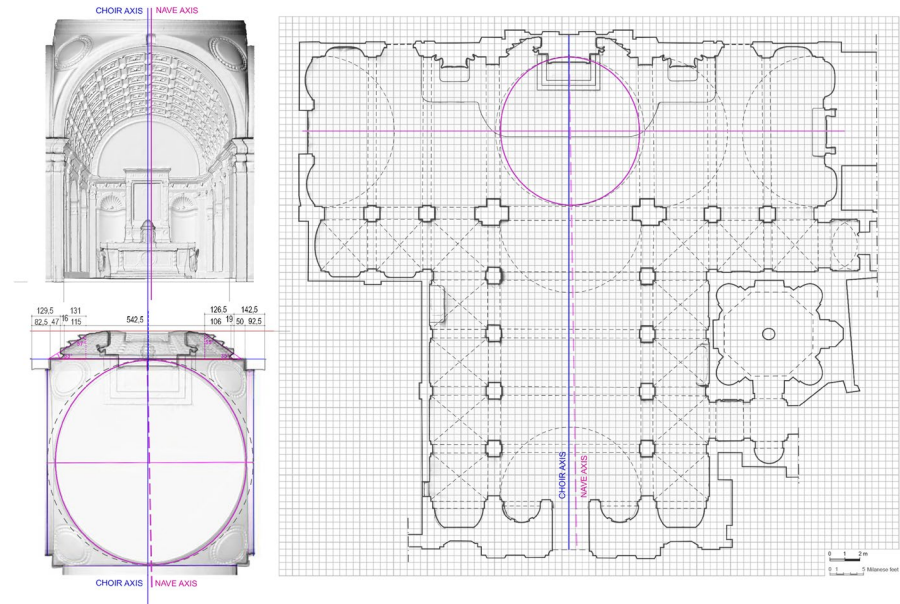 CHOIR AXIS NAVE AXIS
129,5 131 126,5 142,5
82,5 47 16 115 542,5 106 19 50 92,5
CHOIR AXIS NAVE AXIS
CHOIR AXIS
NAVE AXIS
0 1 2 m
0 1 5 Milanese feet